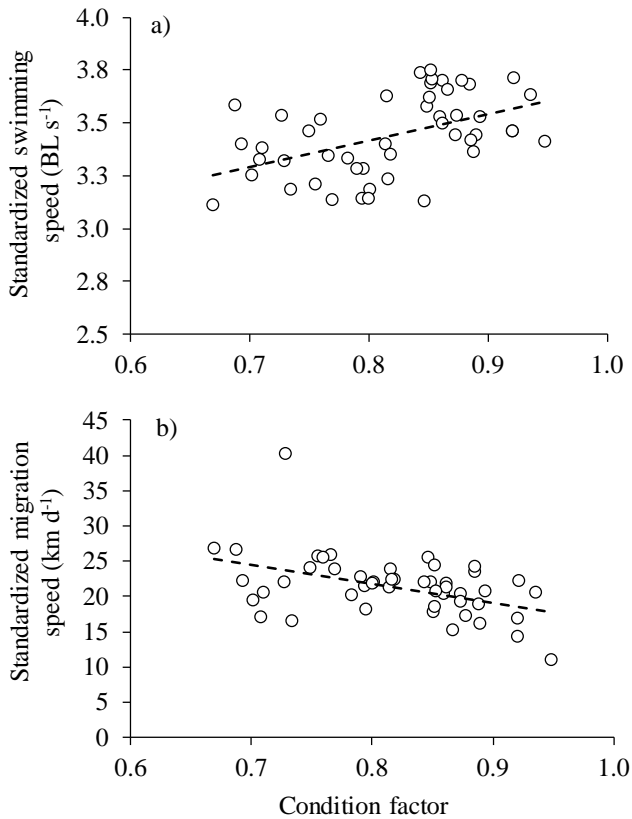 a)
4.0
3.8
3.5
3.3
3.0
2.8
2.5
Standardized swimming
speed (BL s⁻¹)
0.6 0.7 0.8 0.9 1.0
b)
45
40
35
30
25
20
15
10
5
0
Standardized migration
speed (km d⁻¹)
0.6 0.7 0.8 0.9 1.0
Condition factor